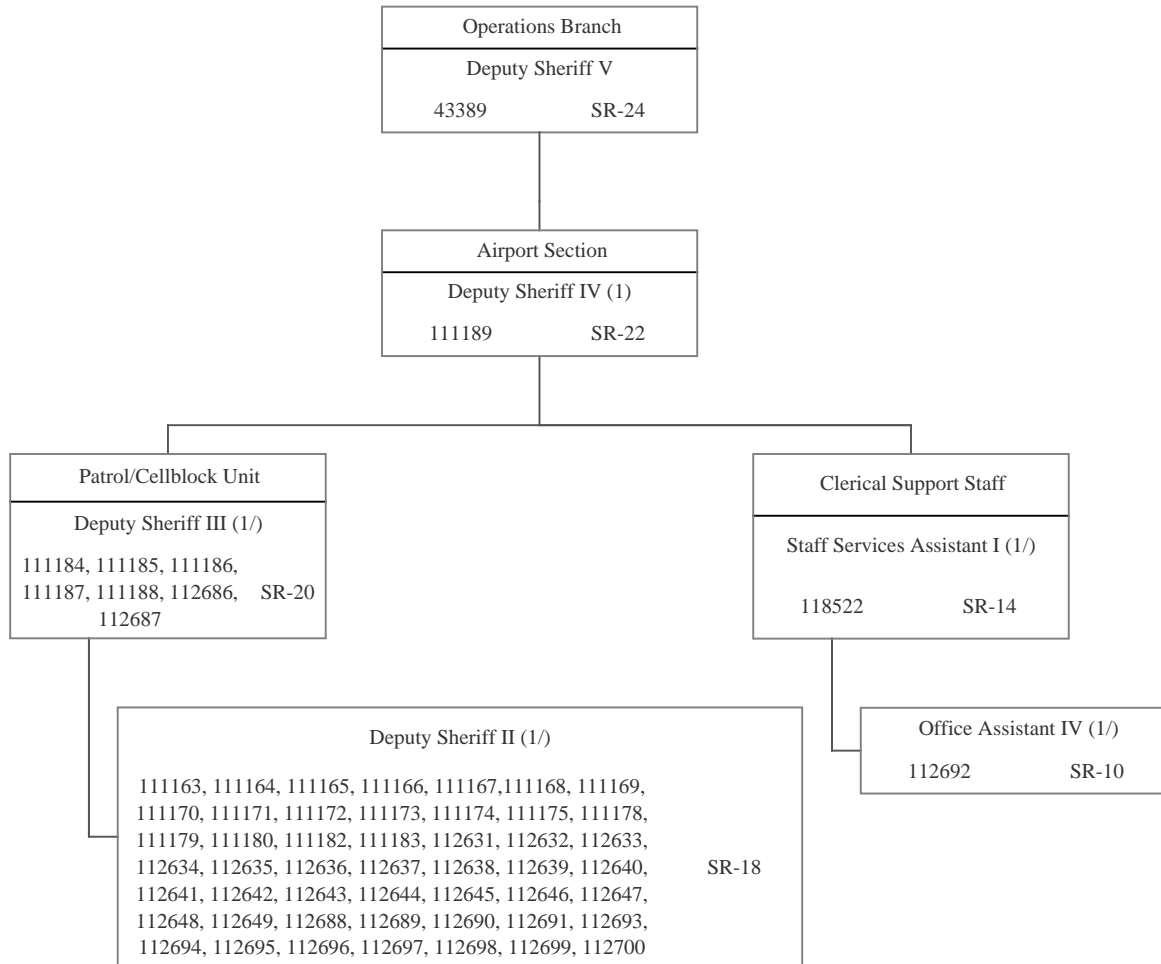 Operations Branch
Deputy Sheriff V
43389 SR-24
Airport Section
Deputy Sheriff IV (1)
111189 SR-22
Patrol/Cellblock Unit
Deputy Sheriff III (1/)
111184, 111185, 111186,
111187, 111188, 112686, SR-20
112687
Clerical Support Staff
Staff Services Assistant I (1/)
118522 SR-14
Deputy Sheriff II (1/)
111163, 111164, 111165, 111166, 111167,111168, 111169,
111170, 111171, 111172, 111173, 111174, 111175, 111178,
111179, 111180, 111182, 111183, 112631, 112632, 112633,
112634, 112635, 112636, 112637, 112638, 112639, 112640, SR-18
112641, 112642, 112643, 112644, 112645, 112646, 112647,
112648, 112649, 112688, 112689, 112690, 112691, 112693,
112694, 112695, 112696, 112697, 112698, 112699, 112700
Office Assistant IV (1/)
112692 SR-10